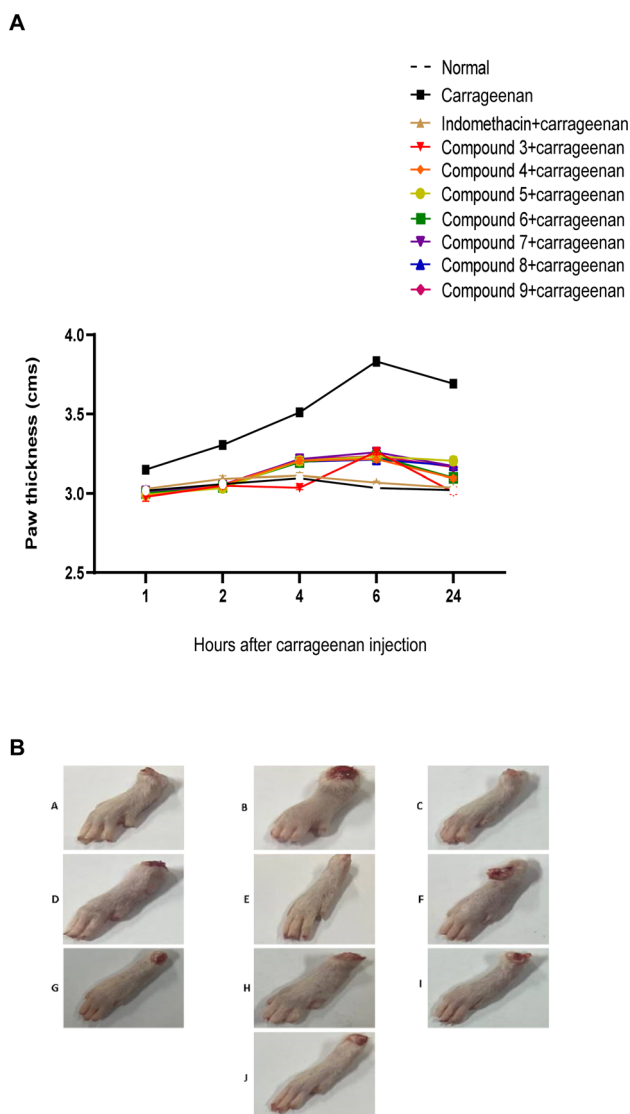 A
Normal
Carrageenan
Indomethacin+carrageenan
Compound 3+carrageenan
Compound 4+carrageenan
Compound 5+carrageenan
Compound 6+carrageenan
Compound 7+carrageenan
Compound 8+carrageenan
Compound 9+carrageenan
Paw thickness (cms)
4.0
3.5
3.0
2.5
1 2 4 6 24
Hours after carrageenan injection
B
A B C
D E F
G H I
J